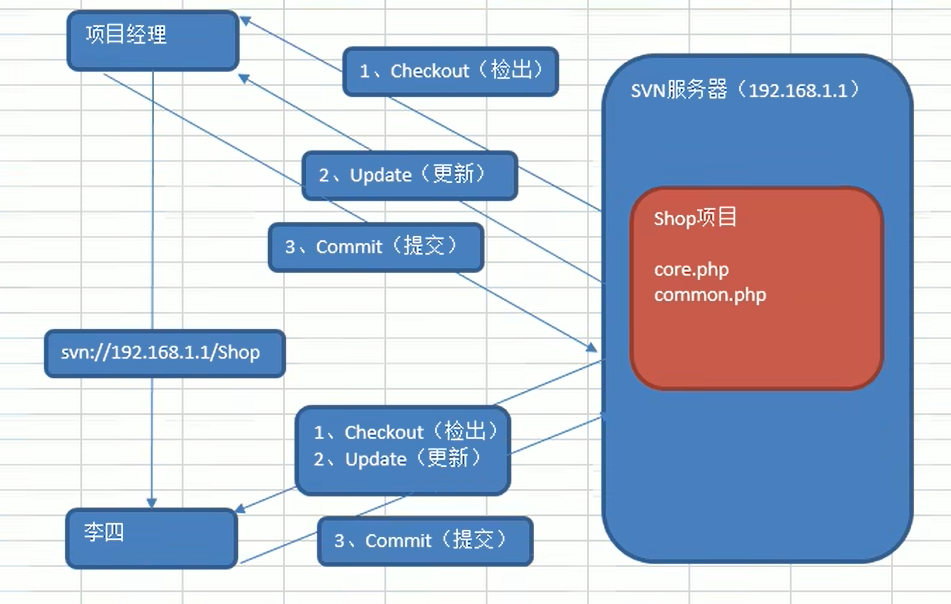 项目经理
1、Checkout（检出）
SVN服务器（192.168.1.1）
2、Update（更新）
Shop项目
3、Commit（提交）
core.php
common.php
svn://192.168.1.1/Shop
1、Checkout（检出）
2、Update（更新）
李四
3、Commit（提交）